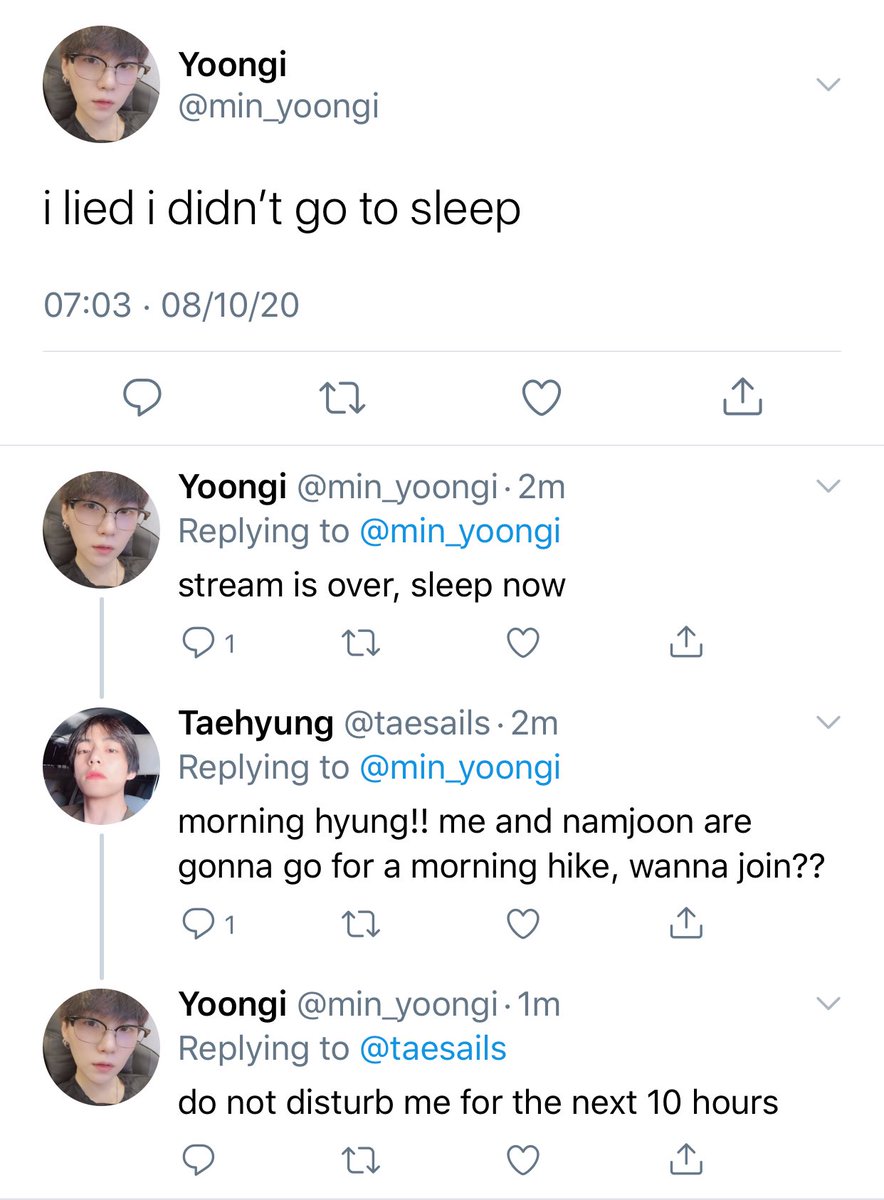 Yoongi
@min_yoongi
i lied i didn’t go to sleep
07:03 · 08/10/20
Yoongi @min_yoongi · 2m
Replying to @min_yoongi
stream is over, sleep now
1
Taehyung @taesails · 2m
Replying to @min_yoongi
morning hyung!! me and namjoon are
gonna go for a morning hike, wanna join??
1
Yoongi @min_yoongi · 1m
Replying to @taesails
do not disturb me for the next 10 hours